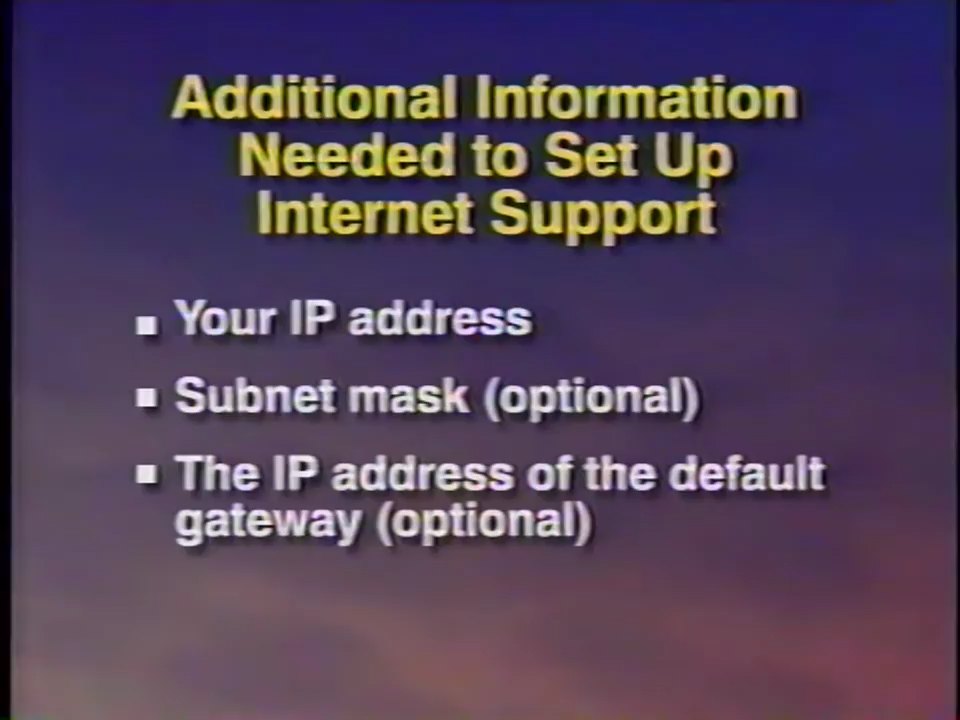 Additional Information
Needed to Set Up
Internet Support
▪ Your IP address
▪ Subnet mask (optional)
▪ The IP address of the default
gateway (optional)